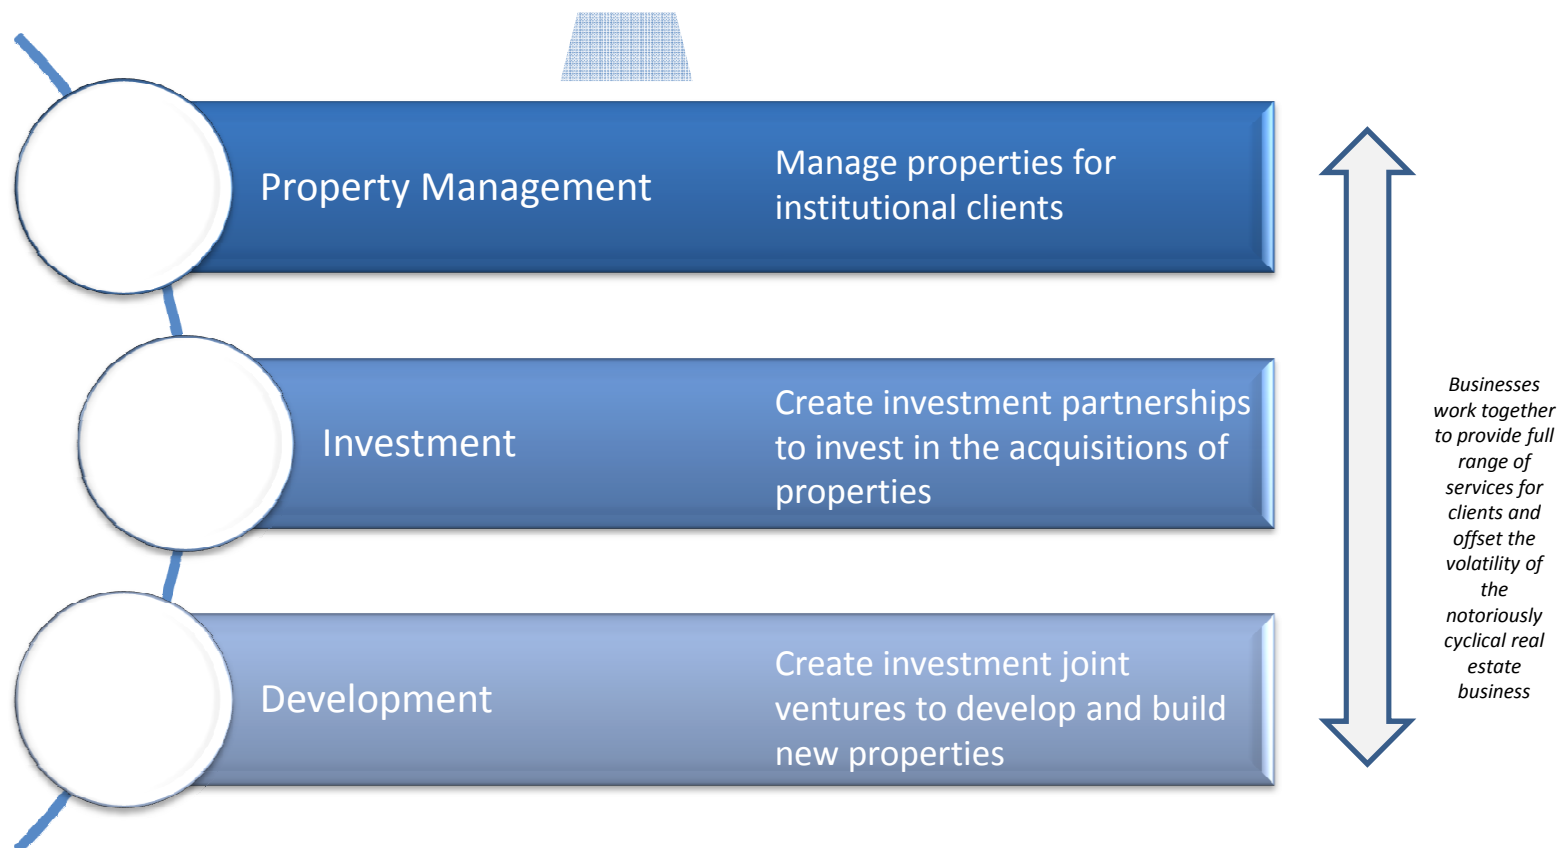 Property Management
Manage properties for
institutional clients
Investment
Create investment partnerships
to invest in the acquisitions of
properties
Development
Create investment joint
ventures to develop and build
new properties
Businesses
work together
to provide full
range of
services for
clients and
offset the
volatility of
the
notoriously
cyclical real
estate
business